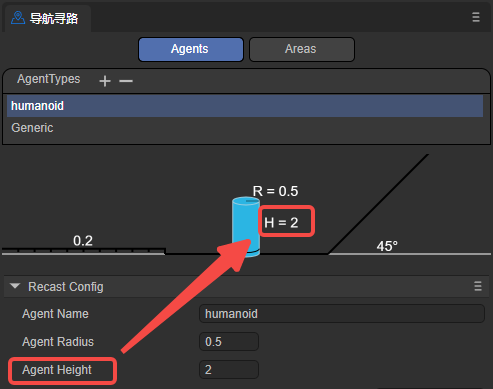 导航寻路
Agents
Areas
AgentTypes
humanoid
Generic
R = 0.5
H = 2
0.2
45°
Recast Config
Agent Name
humanoid
Agent Radius
0.5
Agent Height
2